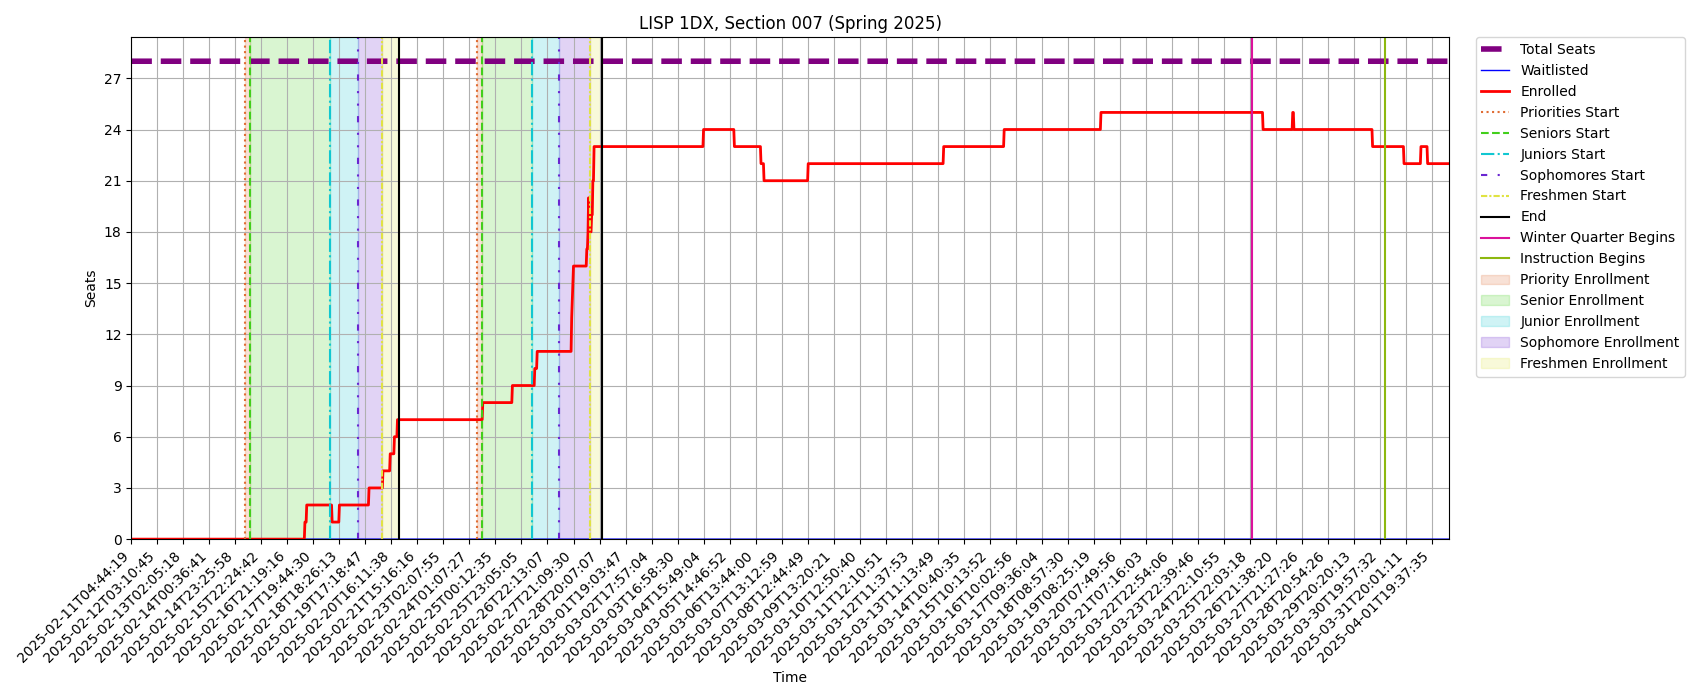 LISP 1DX, Section 007 (Spring 2025)
Total Seats
Waitlisted
Enrolled
Priorities Start
Seniors Start
Juniors Start
Sophomores Start
Freshmen Start
End
Winter Quarter Begins
Instruction Begins
Priority Enrollment
Senior Enrollment
Junior Enrollment
Sophomore Enrollment
Freshmen Enrollment
Seats
27
24
21
18
15
12
9
6
3
0
2025-02-11T04:44:19
2025-02-12T03:10:45
2025-02-13T02:05:18
2025-02-14T00:36:41
2025-02-14T23:25:58
2025-02-15T22:24:42
2025-02-16T21:19:16
2025-02-17T19:44:30
2025-02-18T18:26:13
2025-02-19T17:18:47
2025-02-20T16:11:38
2025-02-21T15:16:16
2025-02-23T02:07:55
2025-02-24T01:07:27
2025-02-25T00:12:35
2025-02-25T23:05:05
2025-02-26T22:13:07
2025-02-27T21:09:30
2025-02-28T20:07:07
2025-03-01T19:03:47
2025-03-02T17:57:04
2025-03-03T16:58:30
2025-03-04T15:49:04
2025-03-05T14:46:52
2025-03-06T13:44:00
2025-03-07T13:12:59
2025-03-08T12:44:49
2025-03-09T13:20:21
2025-03-10T12:50:40
2025-03-11T12:10:51
2025-03-12T11:37:53
2025-03-13T11:13:49
2025-03-14T10:40:35
2025-03-15T10:13:52
2025-03-16T10:02:56
2025-03-17T09:36:04
2025-03-18T08:57:30
2025-03-19T08:25:19
2025-03-20T07:49:56
2025-03-21T07:16:03
2025-03-22T22:54:06
2025-03-23T22:39:46
2025-03-24T22:10:55
2025-03-25T22:03:18
2025-03-26T21:38:20
2025-03-27T21:27:26
2025-03-28T20:54:26
2025-03-29T20:20:13
2025-03-30T19:57:32
2025-03-31T20:01:11
2025-04-01T19:37:35
Time